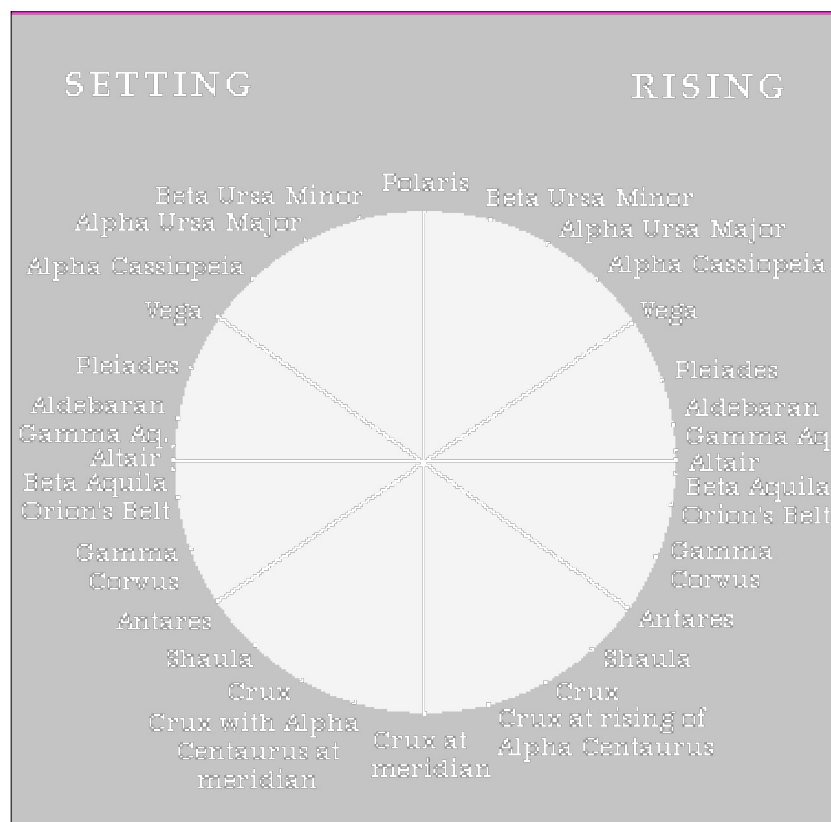 SETTING
RISING
Polaris
Beta Ursa Minor
Alpha Ursa Major
Alpha Cassiopeia
Vega
Pleiades
Aldebaran
Gamma Aq.
Altair
Beta Aquila
Orion's Belt
Gamma
Corvus
Antares
Shaula
Crux
Crux with Alpha
Centaurus at
meridian
Crux at
meridian
Beta Ursa Minor
Alpha Ursa Major
Alpha Cassiopeia
Vega
Pleiades
Aldebaran
Gamma Aq
Altair
Beta Aquila
Orion's Belt
Gamma
Corvus
Antares
Shaula
Crux
Crux at rising of
Alpha Centaurus